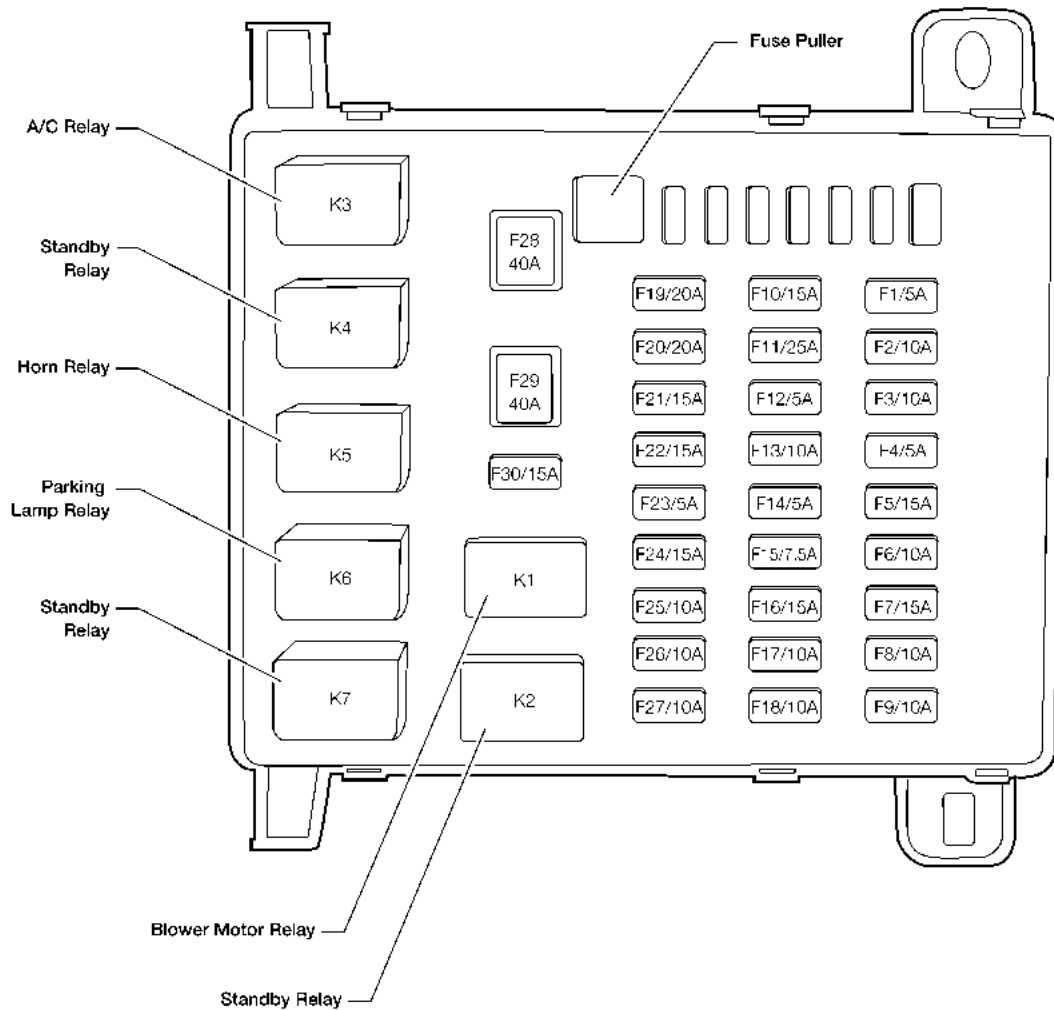 Fuse Puller
A/C Relay
Standby
Relay
Horn Relay
Parking
Lamp Relay
Standby
Relay
K3
K4
K5
K6
K7
F28
40A
F29
40A
F30/15A
K1
K2
F19/20A F10/15A F1/5A
F20/20A F11/25A F2/10A
F21/15A F12/5A F3/10A
F22/15A F13/10A F4/5A
F23/5A F14/5A F5/15A
F24/15A F15/7.5A F6/10A
F25/10A F16/15A F7/15A
F26/10A F17/10A F8/10A
F27/10A F18/10A F9/10A
Blower Motor Relay
Standby Relay